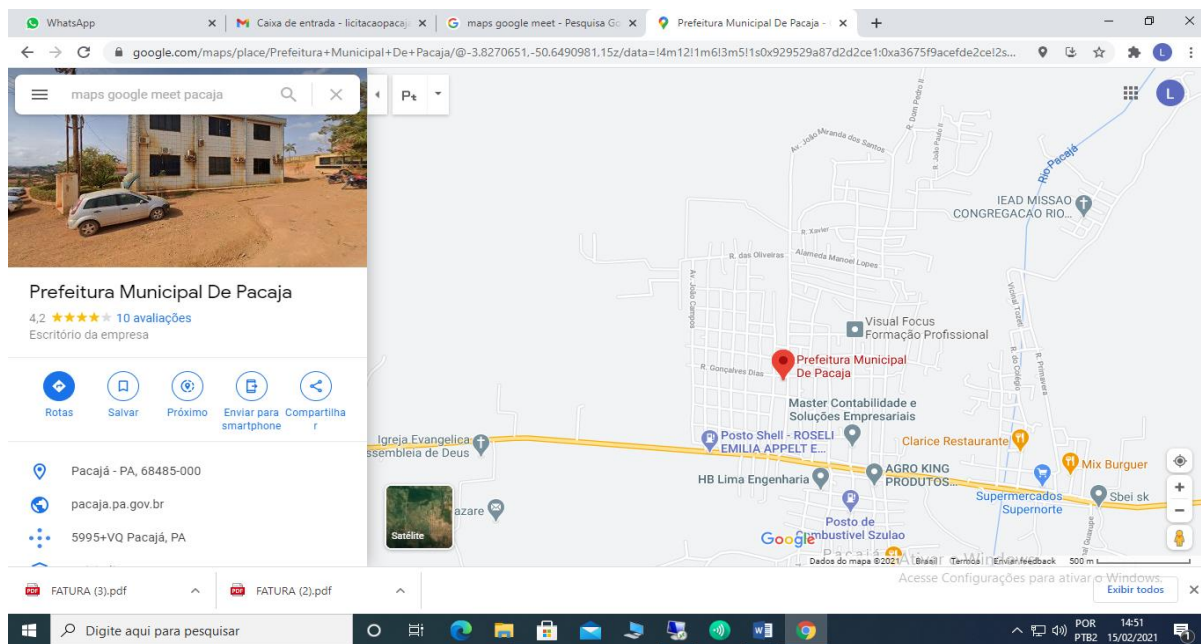 WhatsApp
Caixa de entrada - licitacaopacaj
maps google meet - Pesquisa Go
Prefeitura Municipal De Pacaja -
google.com/maps/place/Prefeitura+Municipal+De+Pacaja/@-3.8270651,-50.6490981,15z/data=!4m12!1m6!3m5!1s0x929529a87d2d2ce1:0xa3675f9acefde2ce!2s...
L
maps google meet pacaja
Prefeitura Municipal De Pacaja
4,2 10 avaliações
Escritório da empresa
Rotas
Salvar
Próximo
Enviar para
smartphone
Compartilha
r
Pacajá - PA, 68485-000
pacaja.pa.gov.br
5995+VQ Pacajá, PA
L
R. Dom Pedro II
Av. João Miranda dos Santos
R. João Paulo II
Rio Pacajá
IEAD MISSAO
CONGREGACAO RIO...
R. Xavier
R. das Oliveiras
Alameda Manoel Lopes
Av. João Campos
Vicinal Tozeti
Visual Focus
Formação Profissional
R. do Colégio
R. Primavera
Prefeitura Municipal
De Pacaja
R. Gonçalves Dias
Master Contabilidade e
Soluções Empresariais
Igreja Evangelica
ssembleia de Deus
Posto Shell - ROSELI
EMILIA APPELT E...
Clarice Restaurante
Mix Burguer
HB Lima Engenharia
AGRO KING
PRODUTOS...
Supermercados
Supernorte
Sbei sk
azare
Satélite
Posto de
Combustivel Szulao
Google
Pacajá
Ativar o Windows
Dados do mapa ©2021 Brasil Termos Enviar feedback 500 m
Acesse Configurações para ativar o Windows.
FATURA (3).pdf
FATURA (2).pdf
Exibir todos
Digite aqui para pesquisar
POR
PTB2
14:51
15/02/2021